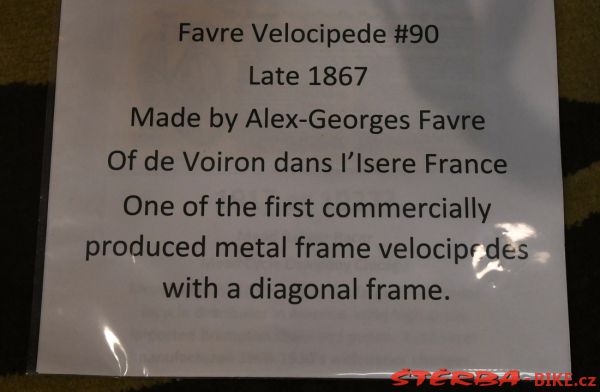 Favre Velocipede #90
Late 1867
Made by Alex-Georges Favre
Of de Voiron dans l’Isere France
One of the first commercially
produced metal frame velocipedes
with a diagonal frame.
ŠTĚRBA-BIKE.cz